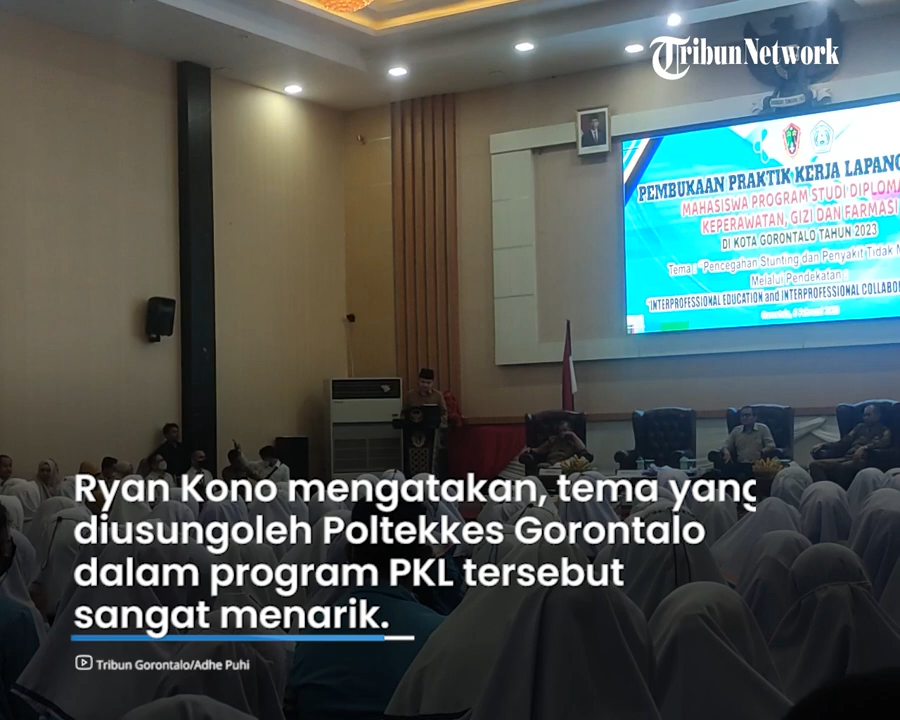 TribunNetwork
PEMBUKAAN PRAKTIK KERJA LAPANG
MAHASISWA PROGRAM STUDI DIPLOMA
KEPERAWATAN, GIZI DAN FARMASI
DI KOTA GORONTALO TAHUN 2023
Tema : "Pencegahan Stunting dan Penyakit Tidak M
Melalui Pendekatan :
"INTERPROFESSIONAL EDUCATION and INTERPROFESSIONAL COLLABO
Ryan Kono mengatakan, tema yang
diusungoleh Poltekkes Gorontalo
dalam program PKL tersebut
sangat menarik.
Tribun Gorontalo/Adhe Puhi